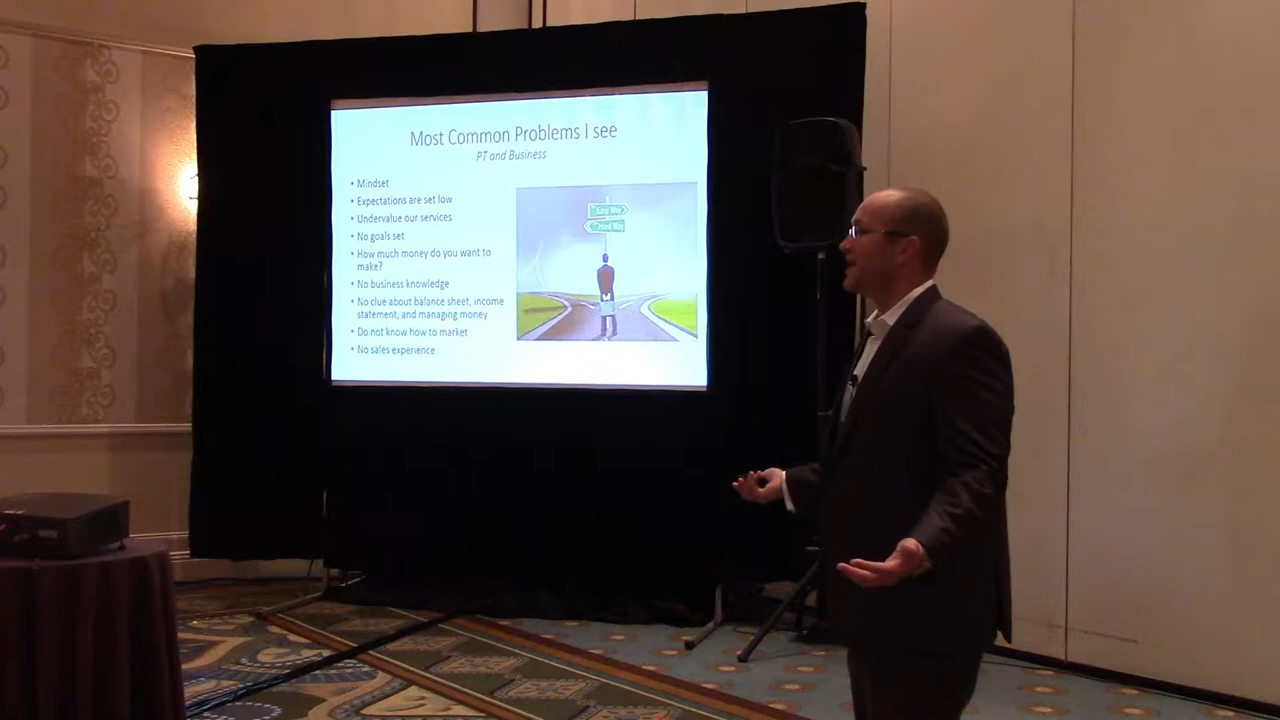 Most Common Problems I see
PT and Business
• Mindset
• Expectations are set low
• Undervalue our services
• No goals set
• How much money do you want to
make?
• No business knowledge
• No clue about balance sheet, income
statement, and managing money
• Do not know how to market
• No sales experience
Easy Way
Hard Way